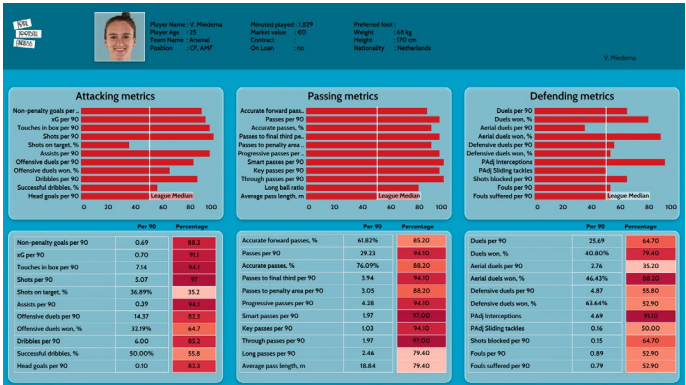 Player Name : V. Miedema
Player Age : 25
Team Name : Arsenal
Position : CF, AMF
Minuted played : 1,829
Market value : €0
Contract
On Loan : no
Preferred foot :
Weight : 68 kg
Height : 170 cm
Nationality : Netherlands
V. Miedema
Attacking metrics
Non-penalty goals per ..
xG per 90
Touches in box per 90
Shots per 90
Shots on target, %
Assists per 90
Offensive duels per 90
Offensive duels won, %
Dribbles per 90
Successful dribbles, %
Head goals per 90
League Median
0 20 40 60 80 100
Passing metrics
Accurate forward pass..
Passes per 90
Accurate passes, %
Passes to final third pe..
Passes to penalty area ..
Progressive passes per ..
Smart passes per 90
Key passes per 90
Through passes per 90
Long ball ratio
Average pass length, m
League Median
0 20 40 60 80 100
Defending metrics
Duels per 90
Duels won, %
Aerial duels per 90
Aerial duels won, %
Defensive duels per 90
Defensive duels won, %
PAdj Interceptions
PAdj Sliding tackles
Shots blocked per 90
Fouls per 90
Fouls suffered per 90
League Median
0 20 40 60 80 100
Per 90 Percentage
Non-penalty goals per 90 0.69 88.2
xG per 90 0.70 91.1
Touches in box per 90 7.14 94.1
Shots per 90 5.07 97
Shots on target, % 36.89% 35.2
Assists per 90 0.39 94.1
Offensive duels per 90 14.37 82.3
Offensive duels won, % 32.19% 64.7
Dribbles per 90 6.00 85.2
Successful dribbles, % 50.00% 55.8
Head goals per 90 0.10 82.3
Per 90 Percentage
Accurate forward passes, % 61.82% 85.20
Passes per 90 29.23 94.10
Accurate passes, % 76.09% 88.20
Passes to final third per 90 3.94 94.10
Passes to penalty area per 90 3.05 88.20
Progressive passes per 90 4.28 94.10
Smart passes per 90 1.97 97.00
Key passes per 90 1.03 94.10
Through passes per 90 1.97 97.00
Long passes per 90 2.46 79.40
Average pass length, m 18.84 79.40
Per 90 Percentage
Duels per 90 25.69 64.70
Duels won, % 40.80% 79.40
Aerial duels per 90 2.76 35.20
Aerial duels won, % 46.43% 88.20
Defensive duels per 90 4.87 55.80
Defensive duels won, % 63.64% 52.90
PAdj Interceptions 4.69 91.10
PAdj Sliding tackles 0.16 50.00
Shots blocked per 90 0.15 64.70
Fouls per 90 0.89 52.90
Fouls suffered per 90 0.79 52.90